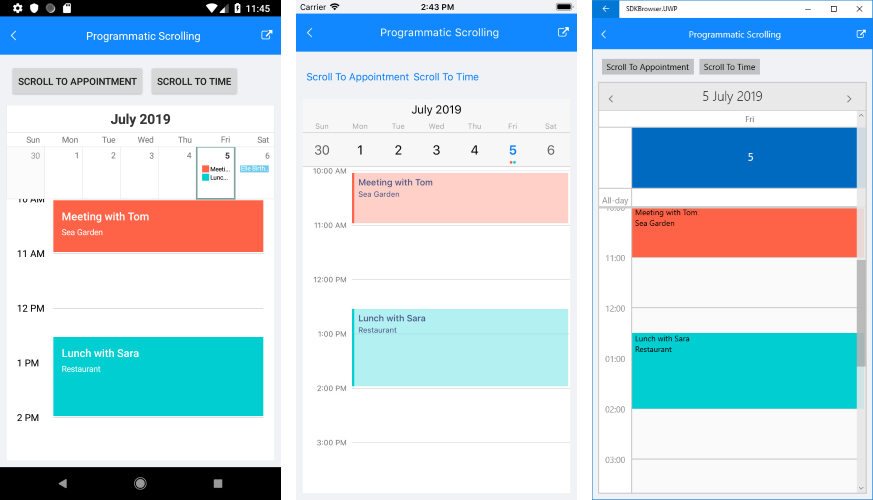 11:45
Programmatic Scrolling
SCROLL TO APPOINTMENT SCROLL TO TIME
July 2019
Sun Mon Tue Wed Thu Fri Sat
30 1 2 3 4 5 6
Meeti... Elle Birth
Lunc...
10 AM
Meeting with Tom
Sea Garden
11 AM
12 PM
Lunch with Sara
1 PM
Restaurant
2 PM
Carrier 2:43 PM
Programmatic Scrolling
Scroll To Appointment Scroll To Time
July 2019
Sun Mon Tue Wed Thu Fri Sat
30 1 2 3 4 5 6
10:00 AM
Meeting with Tom
Sea Garden
11:00 AM
12:00 PM
Lunch with Sara
1:00 PM
Restaurant
2:00 PM
3:00 PM
SDKBrowser.UWP
Programmatic Scrolling
Scroll To Appointment Scroll To Time
5 July 2019
Fri
5
All-day
10:00
Meeting with Tom
Sea Garden
11:00
12:00
Lunch with Sara
Restaurant
01:00
02:00
03:00